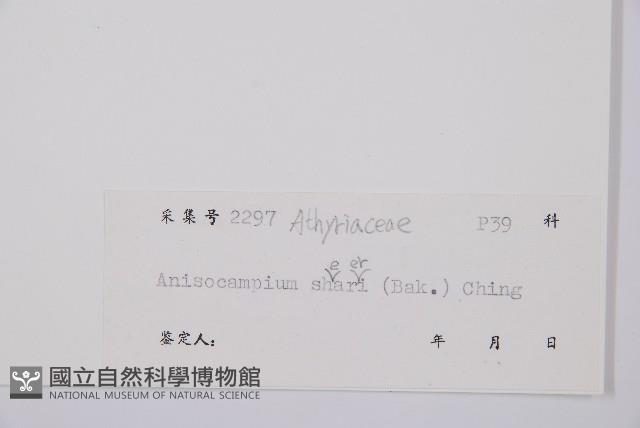 采集号 2297 Athyriaceae P39 科
e er
Anisocampium shari (Bak.) Ching
鉴定人: 年 月 日
國立自然科學博物館
NATIONAL MUSEUM OF NATURAL SCIENCE